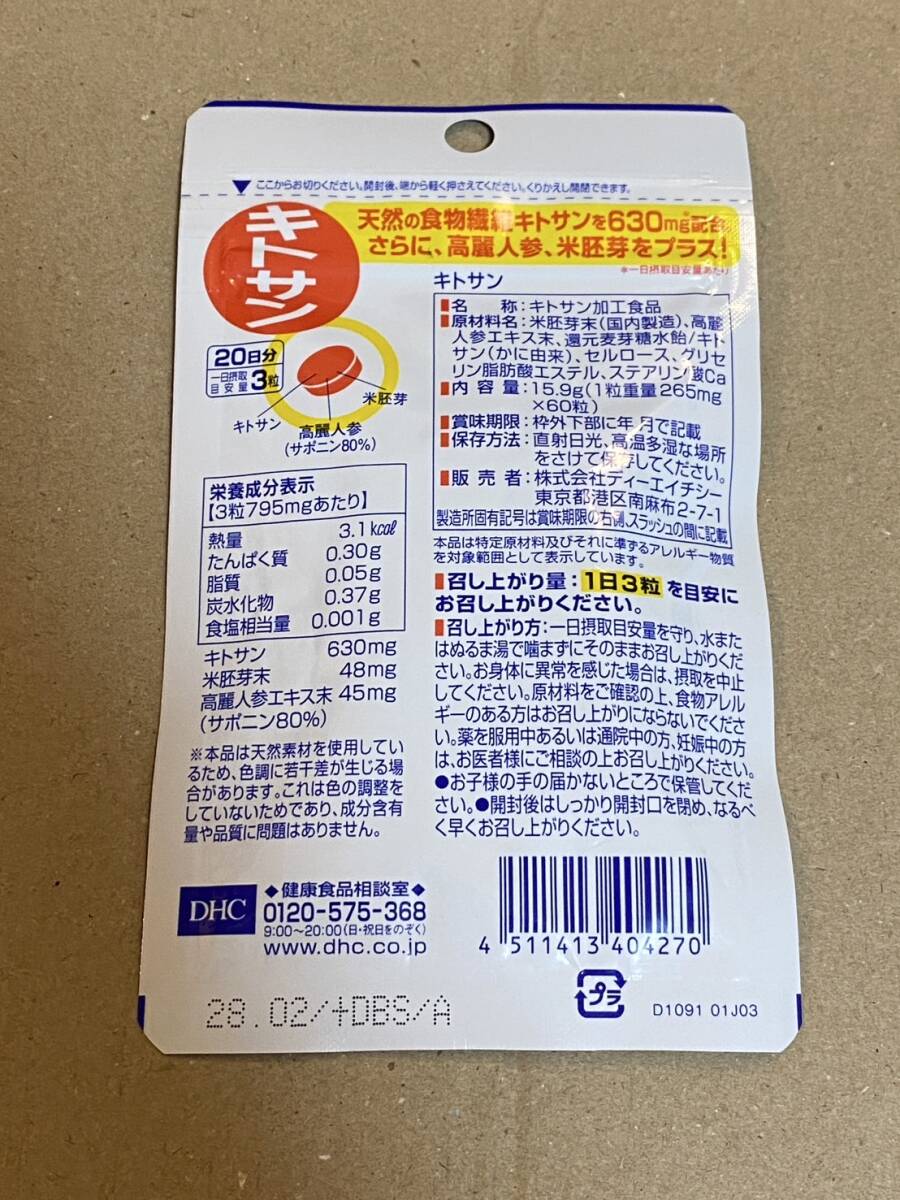 ▼ ここからお切りください。開封後、端から軽く押さえてください。くりかえし開閉できます。
キトサン
天然の食物繊維キトサンを630mg※配合。
さらに、高麗人参、米胚芽をプラス!
※一日摂取目安量あたり
20日分
一日摂取目安量3粒
キトサン
高麗人参
(サポニン80%)
米胚芽
栄養成分表示
【3粒795mgあたり】
熱量 3.1kcal
たんぱく質 0.30g
脂質 0.05g
炭水化物 0.37g
食塩相当量 0.001g
キトサン 630mg
米胚芽末 48mg
高麗人参エキス末 45mg
(サポニン80%)
※本品は天然素材を使用してい
るため、色調に若干差が生じる場
合があります。これは色の調整を
していないためであり、成分含有
量や品質に問題はありません。
キトサン
■名 称:キトサン加工食品
■原材料名:米胚芽末(国内製造)、高麗
人参エキス末、還元麦芽糖水飴/キト
サン(かに由来)、セルロース、グリセ
リン脂肪酸エステル、ステアリン酸Ca
■内 容 量:15.9g(1粒重量265mg
×60粒)
■賞味期限:枠外下部に年 月で記載
■保存方法:直射日光、高温多湿な場所
をさけて保存してください。
■販 売 者:株式会社ディーエイチシー
東京都港区南麻布2-7-1
製造所固有記号は賞味期限の右側、スラッシュの間に記載
本品は特定原材料及びそれに準ずるアレルギー物質
を対象範囲として表示しています。
■召し上がり量:1日3粒を目安に
お召し上がりください。
■召し上がり方:一日摂取目安量を守り、水また
はぬるま湯で噛まずにそのままお召し上がりくだ
さい。お身体に異常を感じた場合は、摂取を中止
してください。原材料をご確認の上、食物アレル
ギーのある方はお召し上がりにならないでくださ
い。薬を服用中あるいは通院中の方、妊娠中の方
は、お医者様にご相談の上お召し上がりください。
●お子様の手の届かないところで保管してくだ
さい。●開封後はしっかり開封口を閉め、なるべ
く早くお召し上がりください。
DHC
◆健康食品相談室◆
0120-575-368
9:00〜20:00(日・祝日をのぞく)
www.dhc.co.jp
4 511413 404270
プラ
D1091 01J03
28.02/+DBS/A